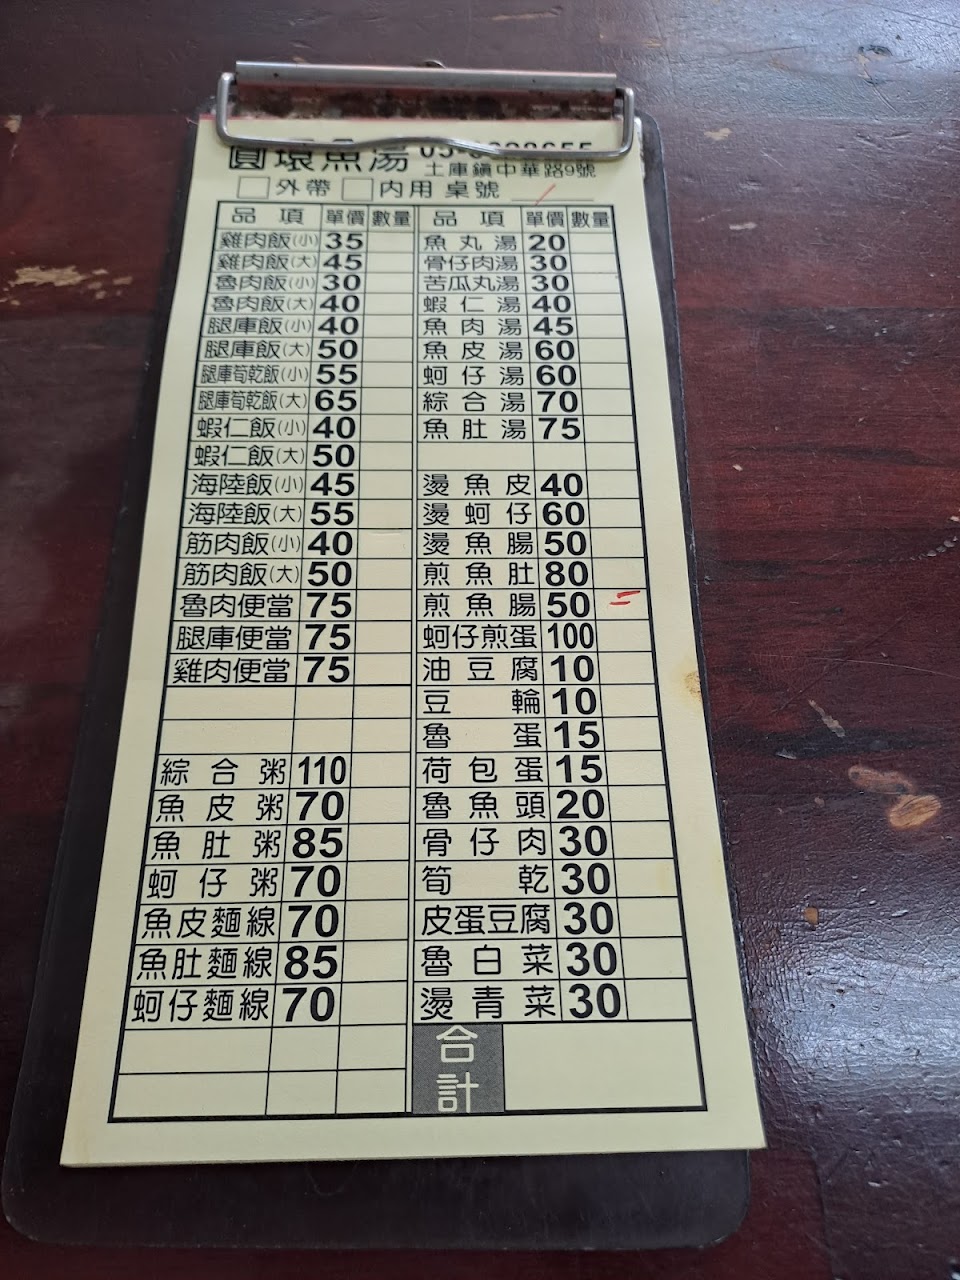 圓環魚湯
土庫鎮中華路9號
外帶 內用 桌號
品項 單價 數量 品項 單價 數量
雞肉飯(小) 35 魚丸湯 20
雞肉飯(大) 45 骨仔肉湯 30
魯肉飯(小) 30 苦瓜丸湯 30
魯肉飯(大) 40 蝦仁湯 40
腿庫飯(小) 40 魚肉湯 45
腿庫飯(大) 50 魚皮湯 60
腿庫筍乾飯(小) 55 蚵仔湯 60
腿庫筍乾飯(大) 65 綜合湯 70
蝦仁飯(小) 40 魚肚湯 75
蝦仁飯(大) 50
海陸飯(小) 45 燙魚皮 40
海陸飯(大) 55 燙蚵仔 60
筋肉飯(小) 40 燙魚腸 50
筋肉飯(大) 50 煎魚肚 80
魯肉便當 75 煎魚腸 50
腿庫便當 75 蚵仔煎蛋 100
雞肉便當 75 油豆腐 10
豆輪 10
魯蛋 15
綜合粥 110 荷包蛋 15
魚皮粥 70 魯魚頭 20
魚肚粥 85 骨仔肉 30
蚵仔粥 70 筍乾 30
魚皮麵線 70 皮蛋豆腐 30
魚肚麵線 85 魯白菜 30
蚵仔麵線 70 燙青菜 30
合計